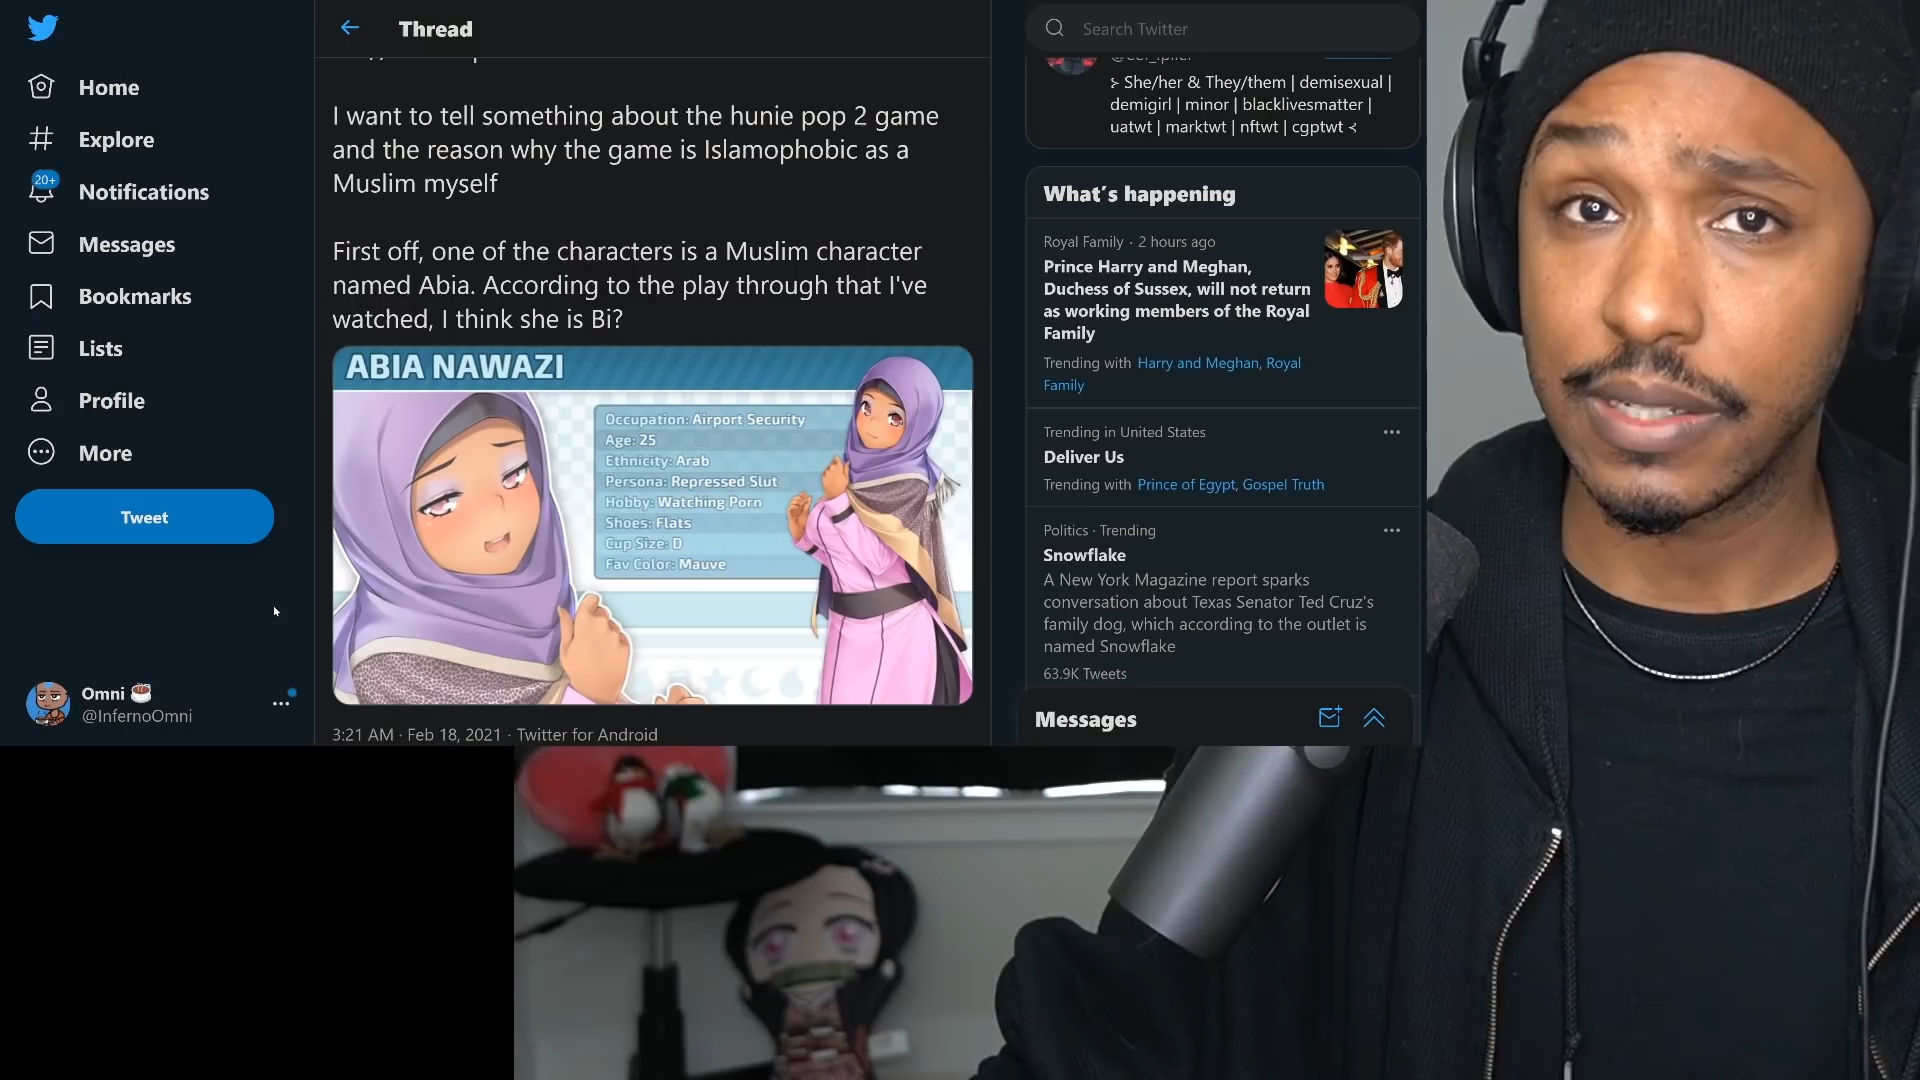 Home
Explore
20+
Notifications
Messages
Bookmarks
Lists
Profile
More
Tweet
Omni
@InfernoOmni
Thread
I want to tell something about the hunie pop 2 game
and the reason why the game is Islamophobic as a
Muslim myself
First off, one of the characters is a Muslim character
named Abia. According to the play through that I've
watched, I think she is Bi?
ABIA NAWAZI
Occupation: Airport Security
Age: 25
Ethnicity: Arab
Persona: Repressed Slut
Hobby: Watching Porn
Shoes: Flats
Cup Size: D
Fav Color: Mauve
3:21 AM · Feb 18, 2021 · Twitter for Android
Search Twitter
⊱ She/her & They/them | demisexual |
demigirl | minor | blacklivesmatter |
uatwt | marktwt | nftwt | cgptwt ⊰
What's happening
Royal Family · 2 hours ago
Prince Harry and Meghan,
Duchess of Sussex, will not return
as working members of the Royal
Family
Trending with Harry and Meghan, Royal
Family
Trending in United States
Deliver Us
Trending with Prince of Egypt, Gospel Truth
Politics · Trending
Snowflake
A New York Magazine report sparks
conversation about Texas Senator Ted Cruz's
family dog, which according to the outlet is
named Snowflake
63.9K Tweets
Messages